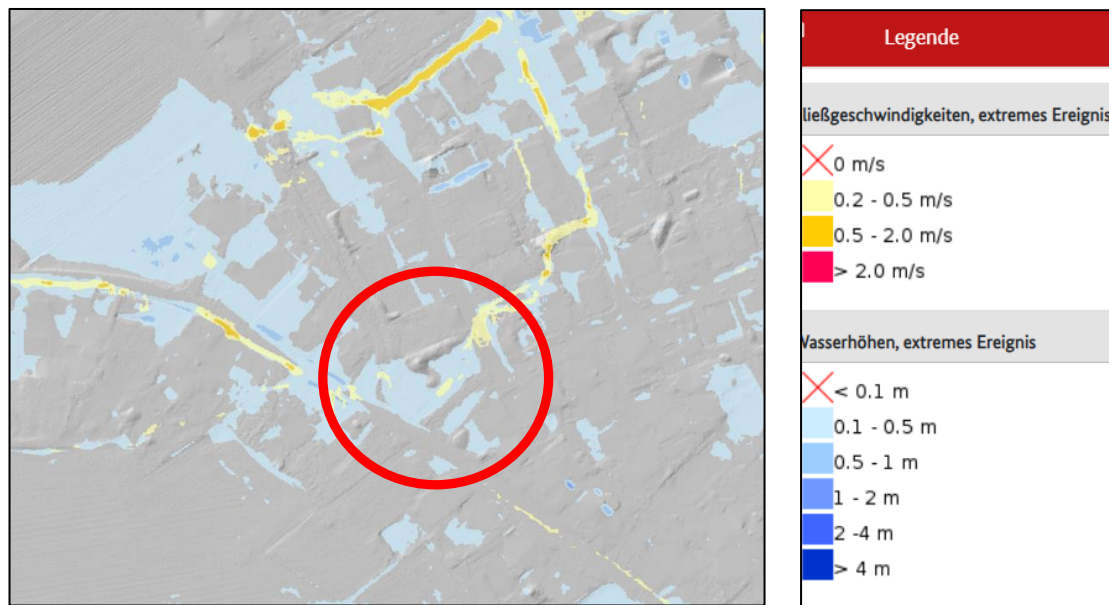 Legende
ließgeschwindigkeiten, extremes Ereignis
0 m/s
0.2 - 0.5 m/s
0.5 - 2.0 m/s
> 2.0 m/s
Wasserhöhen, extremes Ereignis
< 0.1 m
0.1 - 0.5 m
0.5 - 1 m
1 - 2 m
2 -4 m
> 4 m